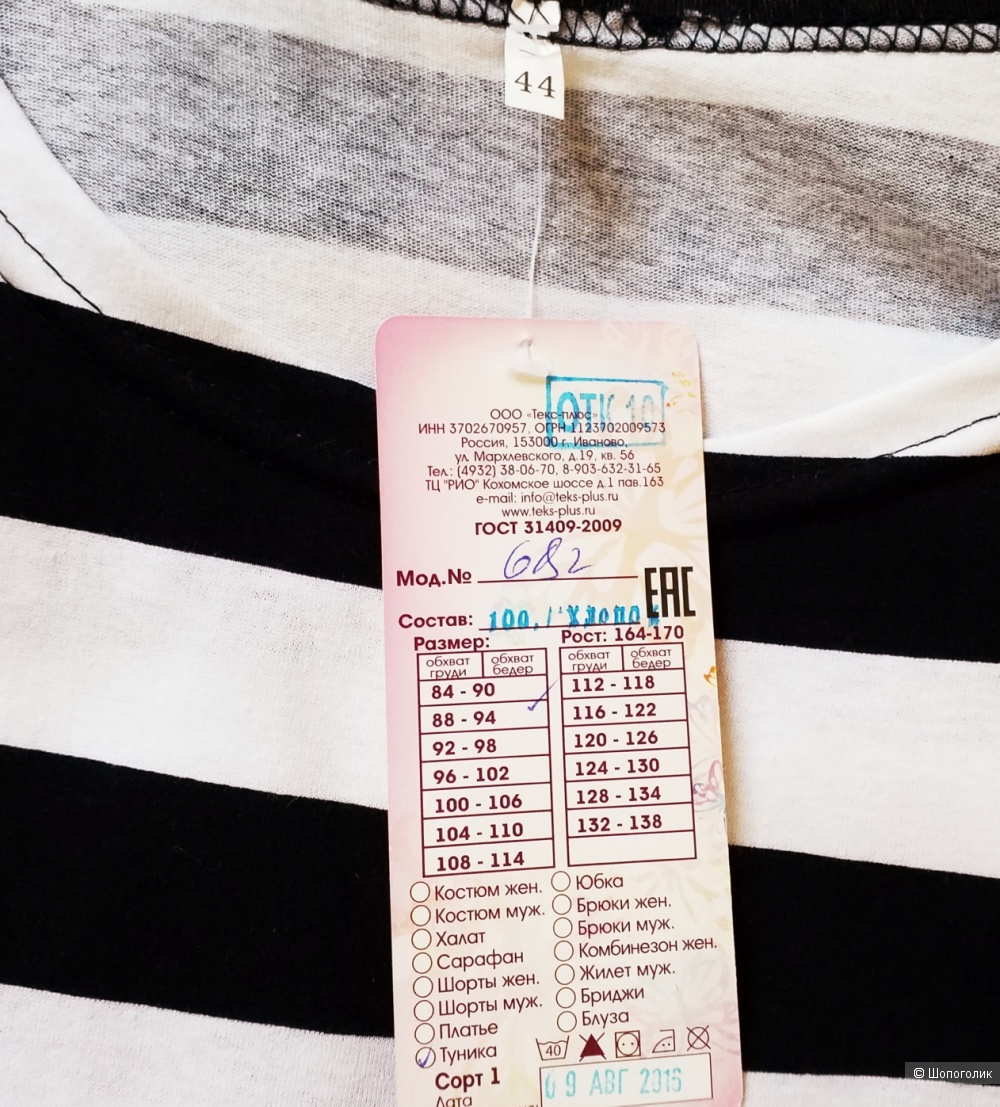 44
ОТК 10
ООО «Текс-плюс»
ИНН 3702670957, ОГРН 1123702009573
Россия, 153000 г. Иваново,
ул. Мархлевского, д.19, кв. 56
Тел.: (4932) 38-06-70, 8-903-632-31-65
ТЦ "РИО" Кохомское шоссе д.1 пав.163
e-mail: info@teks-plus.ru
www.teks-plus.ru
ГОСТ 31409-2009
Мод.№ 682
EAC
Состав: 100% Хлопок
Размер: Рост: 164-170
обхват груди обхват бедер обхват груди обхват бедер
84 - 90 112 - 118
88 - 94 116 - 122
92 - 98 120 - 126
96 - 102 124 - 130
100 - 106 128 - 134
104 - 110 132 - 138
108 - 114
Костюм жен. Юбка
Костюм муж. Брюки жен.
Халат Брюки муж.
Сарафан Комбинезон жен.
Шорты жен. Жилет муж.
Шорты муж. Бриджи
Платье Блуза
Туника 40
Сорт 1
Дата 09 АВГ 2016
© Шопоголик